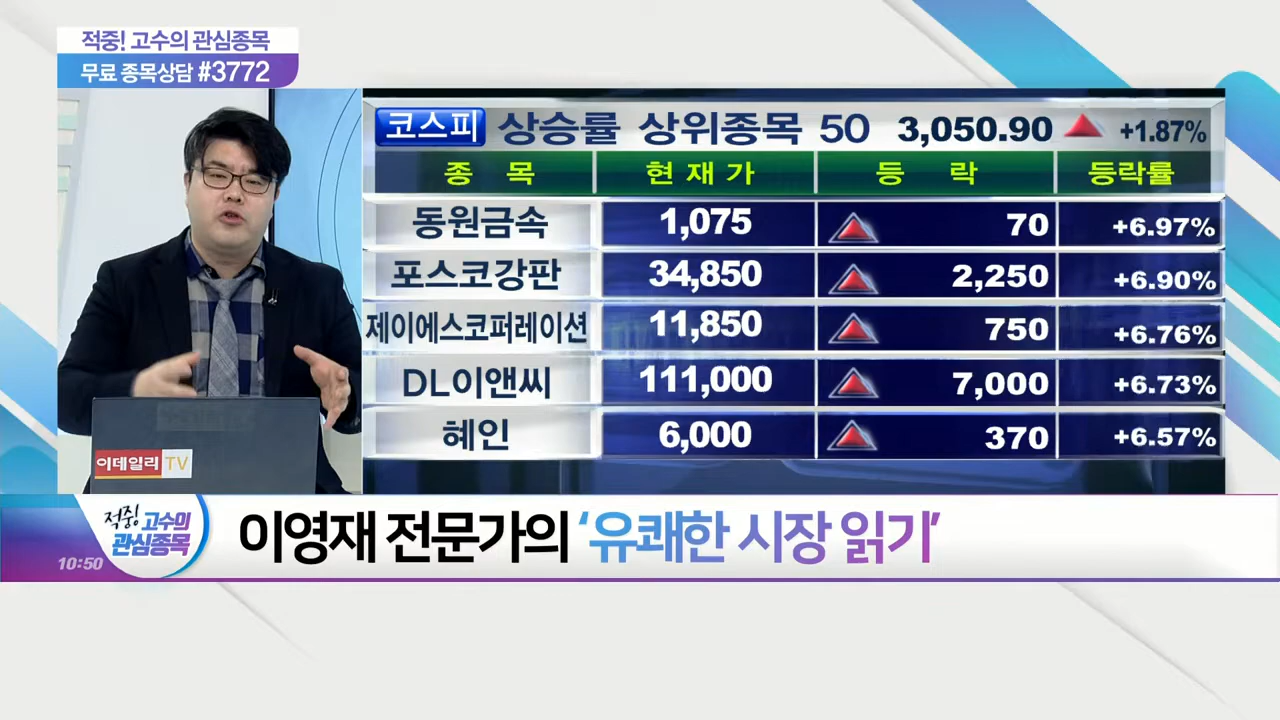 적중! 고수의 관심종목
무료 종목상담 #3772
코스피 상승률 상위종목 50 3,050.90 +1.87%
종 목 현 재 가 등 락 등락률
동원금속 1,075 70 +6.97%
포스코강판 34,850 2,250 +6.90%
제이에스코퍼레이션 11,850 750 +6.76%
DL이앤씨 111,000 7,000 +6.73%
혜인 6,000 370 +6.57%
이데일리 TV
적중! 고수의
관심종목
10:50
이영재 전문가의 ‘유쾌한 시장 읽기’